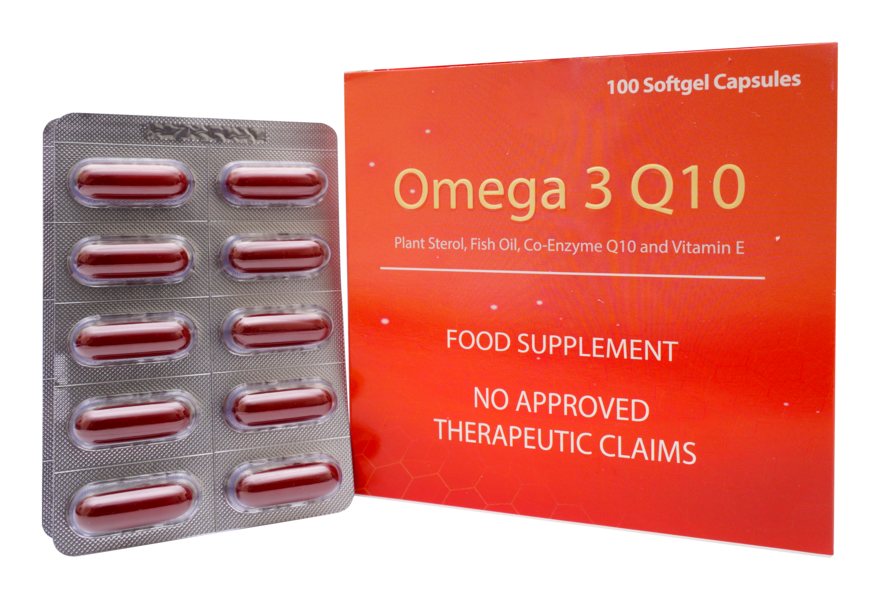 100 Softgel Capsules
Omega 3 Q10
Plant Sterol, Fish Oil, Co-Enzyme Q10 and Vitamin E
FOOD SUPPLEMENT
NO APPROVED
THERAPEUTIC CLAIMS